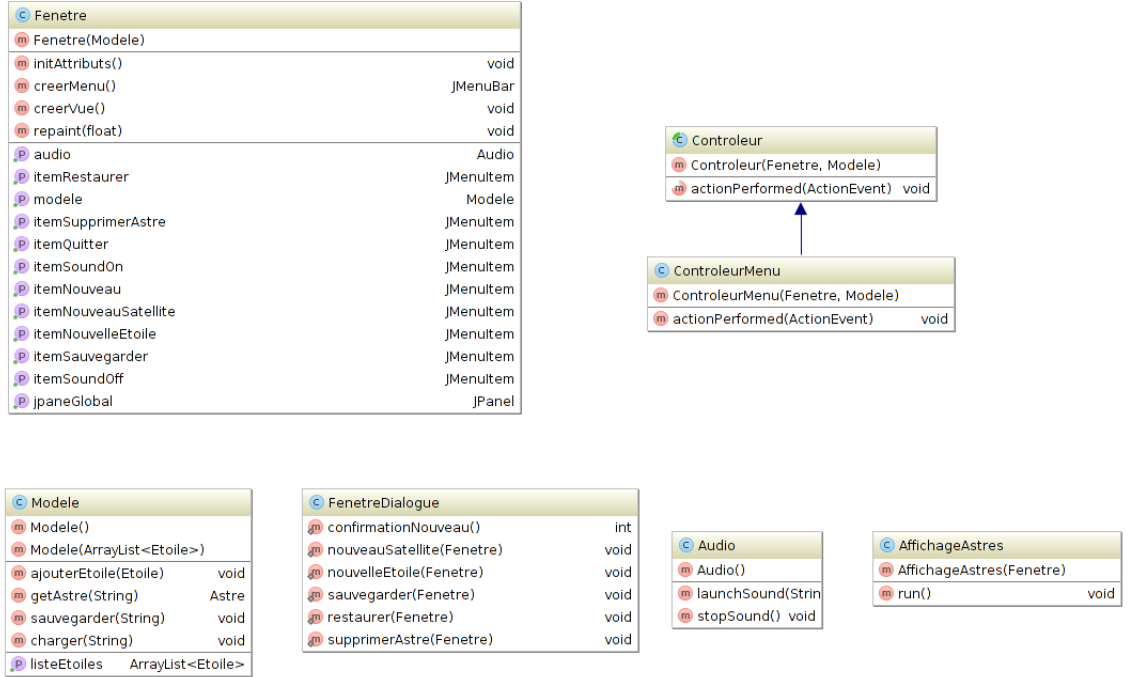 Fenetre
Fenetre(Modele)
initAttributs() void
creerMenu() JMenuBar
creerVue() void
repaint(float) void
audio Audio
itemRestaurer JMenuItem
modele Modele
itemSupprimerAstre JMenuItem
itemQuitter JMenuItem
itemSoundOn JMenuItem
itemNouveau JMenuItem
itemNouveauSatellite JMenuItem
itemNouvelleEtoile JMenuItem
itemSauvegarder JMenuItem
itemSoundOff JMenuItem
jpaneGlobal JPanel
Controleur
Controleur(Fenetre, Modele)
actionPerformed(ActionEvent) void
ControleurMenu
ControleurMenu(Fenetre, Modele)
actionPerformed(ActionEvent) void
Modele
Modele()
Modele(ArrayList<Etoile>)
ajouterEtoile(Etoile) void
getAstre(String) Astre
sauvegarder(String) void
charger(String) void
listeEtoiles ArrayList<Etoile>
FenetreDialogue
confirmationNouveau() int
nouveauSatellite(Fenetre) void
nouvelleEtoile(Fenetre) void
sauvegarder(Fenetre) void
restaurer(Fenetre) void
supprimerAstre(Fenetre) void
Audio
Audio()
launchSound(Strin
stopSound() void
AffichageAstres
AffichageAstres(Fenetre)
run() void